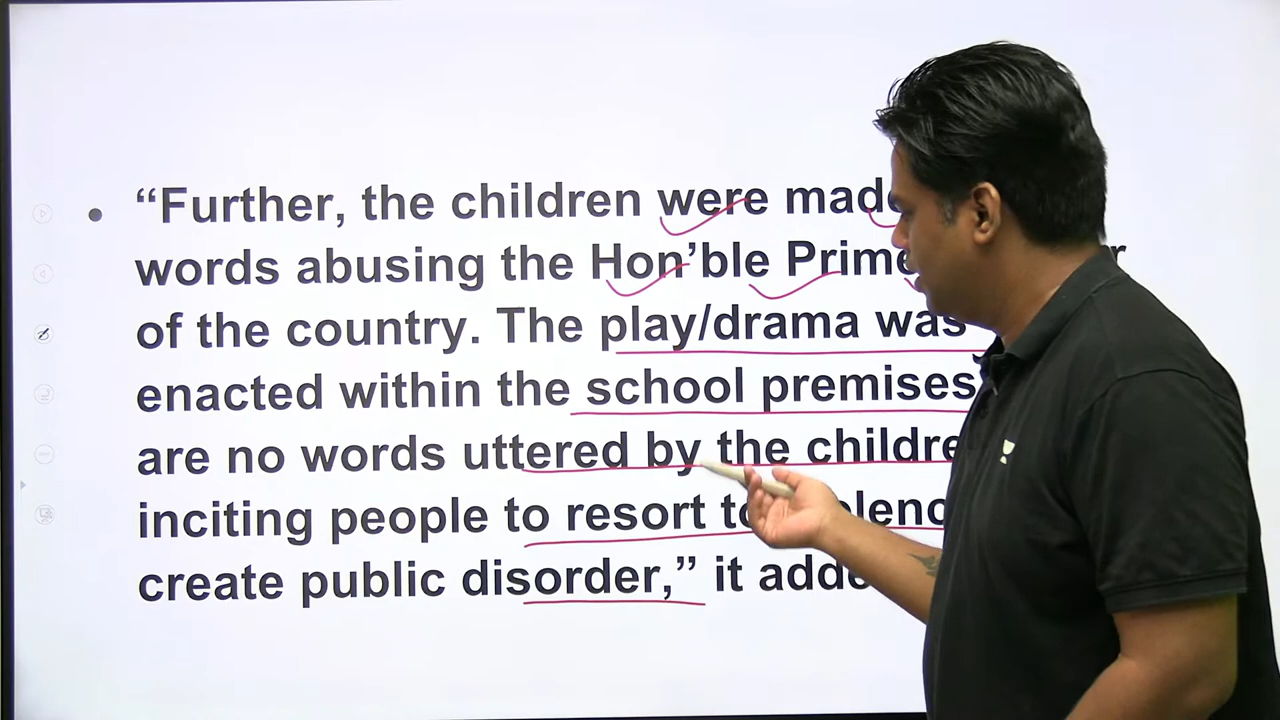 “Further, the children were made
words abusing the Hon’ble Prime
of the country. The play/drama was
enacted within the school premises
are no words uttered by the
inciting people to resort to
create public disorder,” it